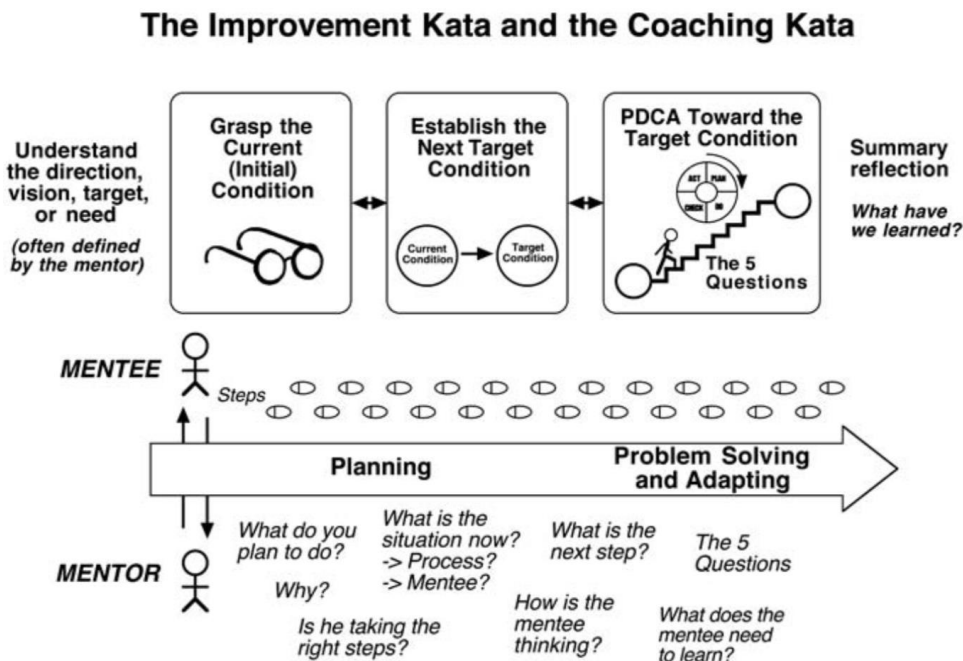 The Improvement Kata and the Coaching Kata
Understand
the direction,
vision, target,
or need
(often defined
by the mentor)
Grasp the
Current
(Initial)
Condition
Establish the
Next Target
Condition
Current
Condition
Target
Condition
PDCA Toward the
Target Condition
ACT
PLAN
CHECK
DO
The 5
Questions
Summary
reflection
What have
we learned?
MENTEE
Steps
Planning
Problem Solving
and Adapting
MENTOR
What do you
plan to do?
Why?
Is he taking the
right steps?
What is the
situation now?
-> Process?
-> Mentee?
How is the
mentee
thinking?
What is the
next step?
The 5
Questions
What does the
mentee need
to learn?